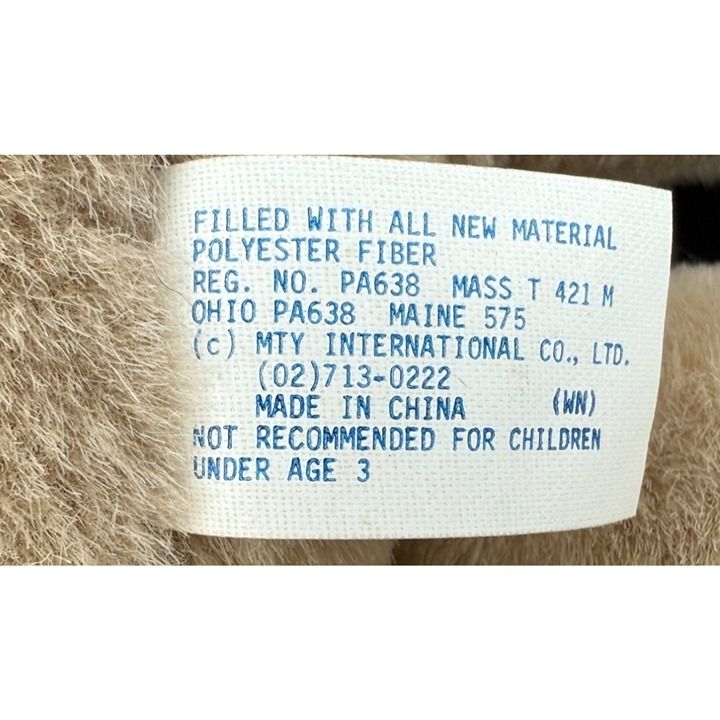 FILLED WITH ALL NEW MATERIAL
POLYESTER FIBER
REG. NO. PA638 MASS T 421 M
OHIO PA638 MAINE 575
(c) MTY INTERNATIONAL CO., LTD.
(02)713-0222
MADE IN CHINA (WN)
NOT RECOMMENDED FOR CHILDREN
UNDER AGE 3